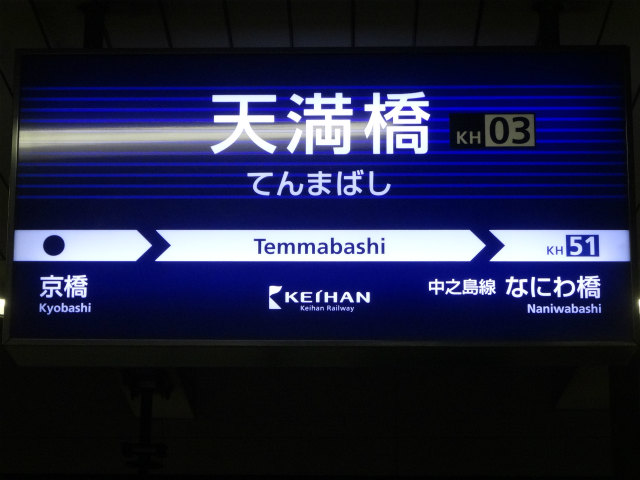 天満橋 KH 03
てんまばし
Temmabashi
KH 51
京橋
Kyobashi
KEIHAN
Keihan Railway
中之島線 なにわ橋
Naniwabashi